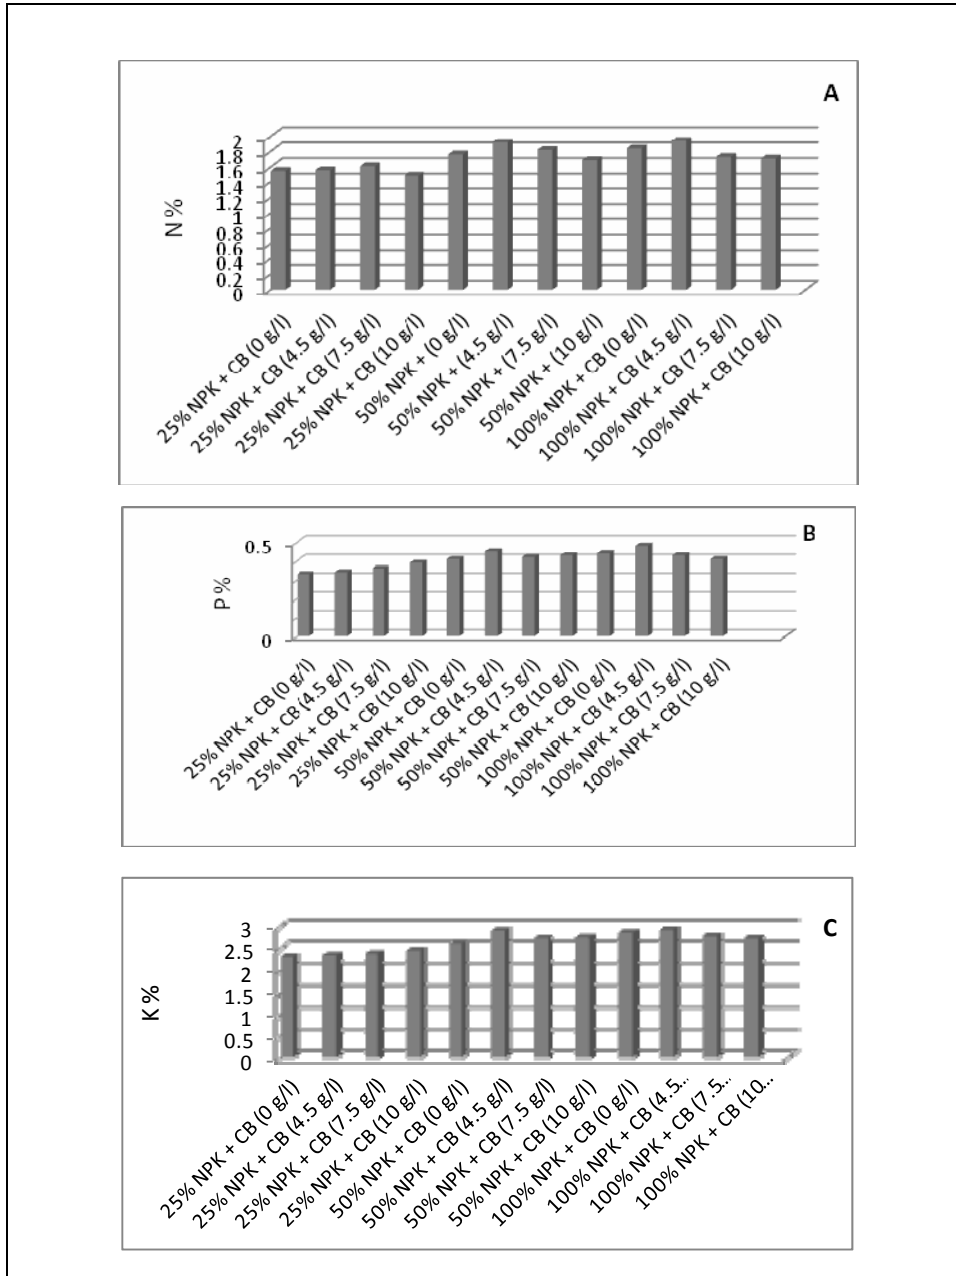 A
N %
2
1.8
1.6
1.4
1.2
1
0.8
0.6
0.4
0.2
0
25% NPK + CB (0 g/l)
25% NPK + CB (4.5 g/l)
25% NPK + CB (7.5 g/l)
25% NPK + CB (10 g/l)
50% NPK + (0 g/l)
50% NPK + (4.5 g/l)
50% NPK + (7.5 g/l)
50% NPK + (10 g/l)
100% NPK + CB (0 g/l)
100% NPK + CB (4.5 g/l)
100% NPK + CB (7.5 g/l)
100% NPK + CB (10 g/l)
B
P %
0.5
0
25% NPK + CB (0 g/l)
25% NPK + CB (4.5 g/l)
25% NPK + CB (7.5 g/l)
25% NPK + CB (10 g/l)
50% NPK + CB (0 g/l)
50% NPK + CB (4.5 g/l)
50% NPK + CB (7.5 g/l)
50% NPK + CB (10 g/l)
100% NPK + CB (0 g/l)
100% NPK + CB (4.5 g/l)
100% NPK + CB (7.5 g/l)
100% NPK + CB (10 g/l)
C
K %
3
2.5
2
1.5
1
0.5
0
25% NPK + CB (0 g/l)
25% NPK + CB (4.5 g/l)
25% NPK + CB (7.5 g/l)
25% NPK + CB (10 g/l)
50% NPK + CB (0 g/l)
50% NPK + CB (4.5 g/l)
50% NPK + CB (7.5 g/l)
50% NPK + CB (10 g/l)
100% NPK + CB (0 g/l)
100% NPK + CB (4.5...
100% NPK + CB (7.5...
100% NPK + CB (10...